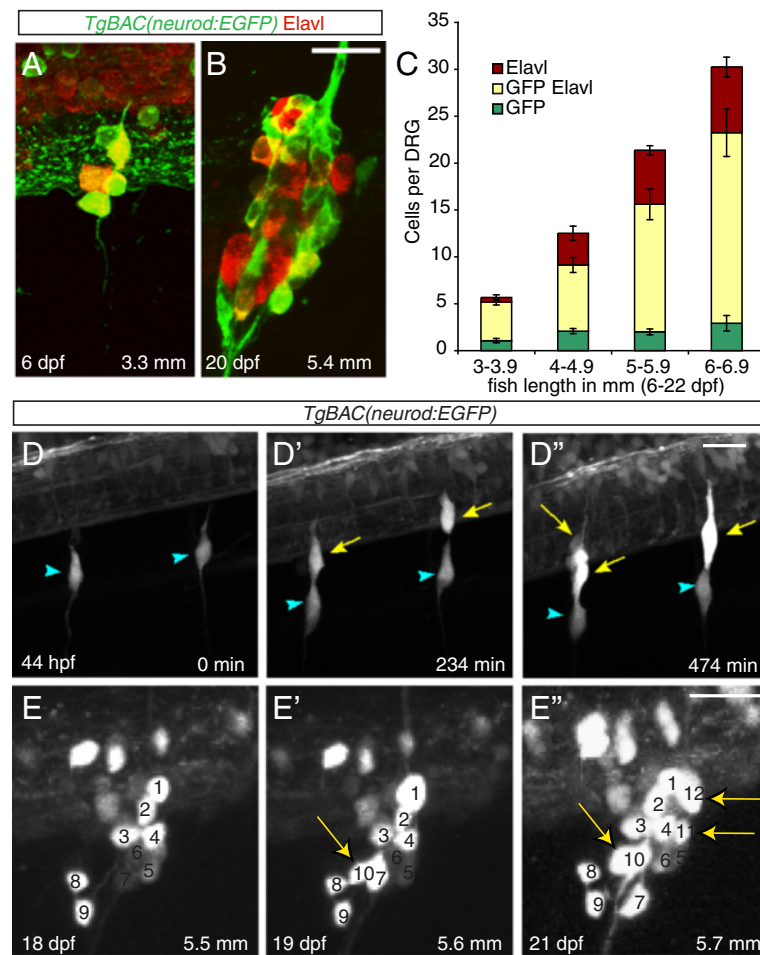 TgBAC(neurod:EGFP) Elavl
A
B
6 dpf
3.3 mm
20 dpf
5.4 mm
C
Cells per DRG
35
30
25
20
15
10
5
0
Elavl
GFP Elavl
GFP
3-3.9
4-4.9
5-5.9
6-6.9
fish length in mm (6-22 dpf)
TgBAC(neurod:EGFP)
D
44 hpf
0 min
D'
234 min
D"
474 min
E
1
2
3
4
6
5
7
8
9
18 dpf
5.5 mm
E'
1
2
3
4
6
5
10
7
8
9
19 dpf
5.6 mm
E"
1
12
2
3
4
11
10
6
5
8
9
7
21 dpf
5.7 mm